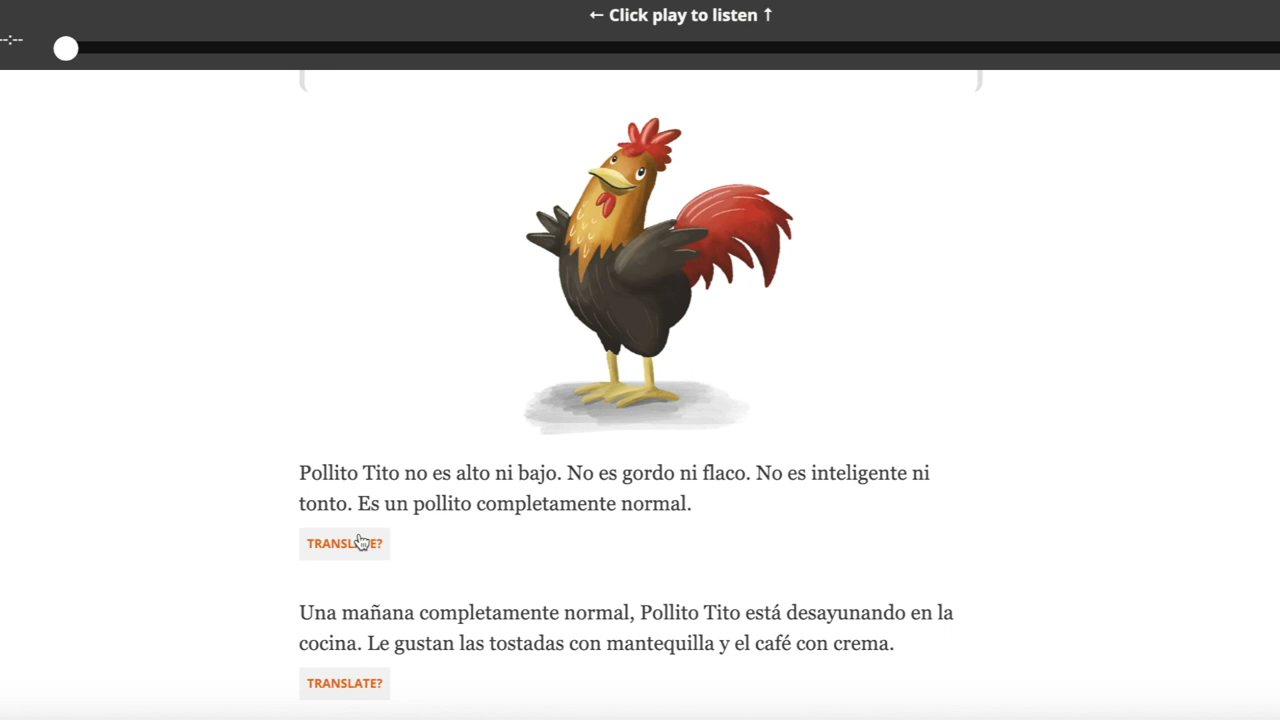 ← Click play to listen ↑
--:--
Pollito Tito no es alto ni bajo. No es gordo ni flaco. No es inteligente ni
tonto. Es un pollito completamente normal.
TRANSLATE?
Una mañana completamente normal, Pollito Tito está desayunando en la
cocina. Le gustan las tostadas con mantequilla y el café con crema.
TRANSLATE?